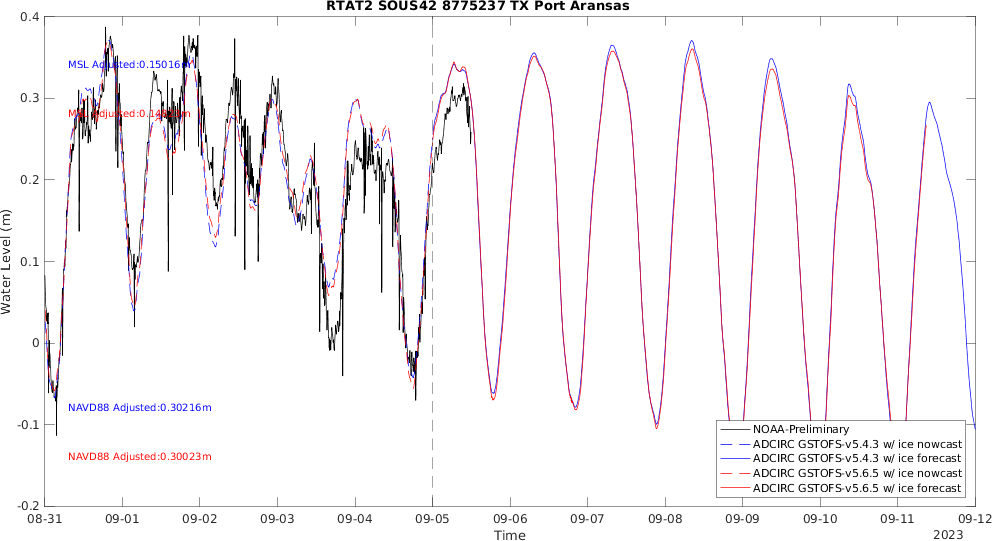 RTAT2 SOUS42 8775237 TX Port Aransas
Water Level (m)
0.4
0.3
0.2
0.1
0
-0.1
-0.2
MSL Adjusted:0.15016m
NAVD88 Adjusted:0.30216m
NAVD88 Adjusted:0.30023m
NOAA-Preliminary
ADCIRC GSTOFS-v5.4.3 w/ ice nowcast
ADCIRC GSTOFS-v5.4.3 w/ ice forecast
ADCIRC GSTOFS-v5.6.5 w/ ice nowcast
ADCIRC GSTOFS-v5.6.5 w/ ice forecast
08-31 09-01 09-02 09-03 09-04 09-05 09-06 09-07 09-08 09-09 09-10 09-11 09-12
Time
2023